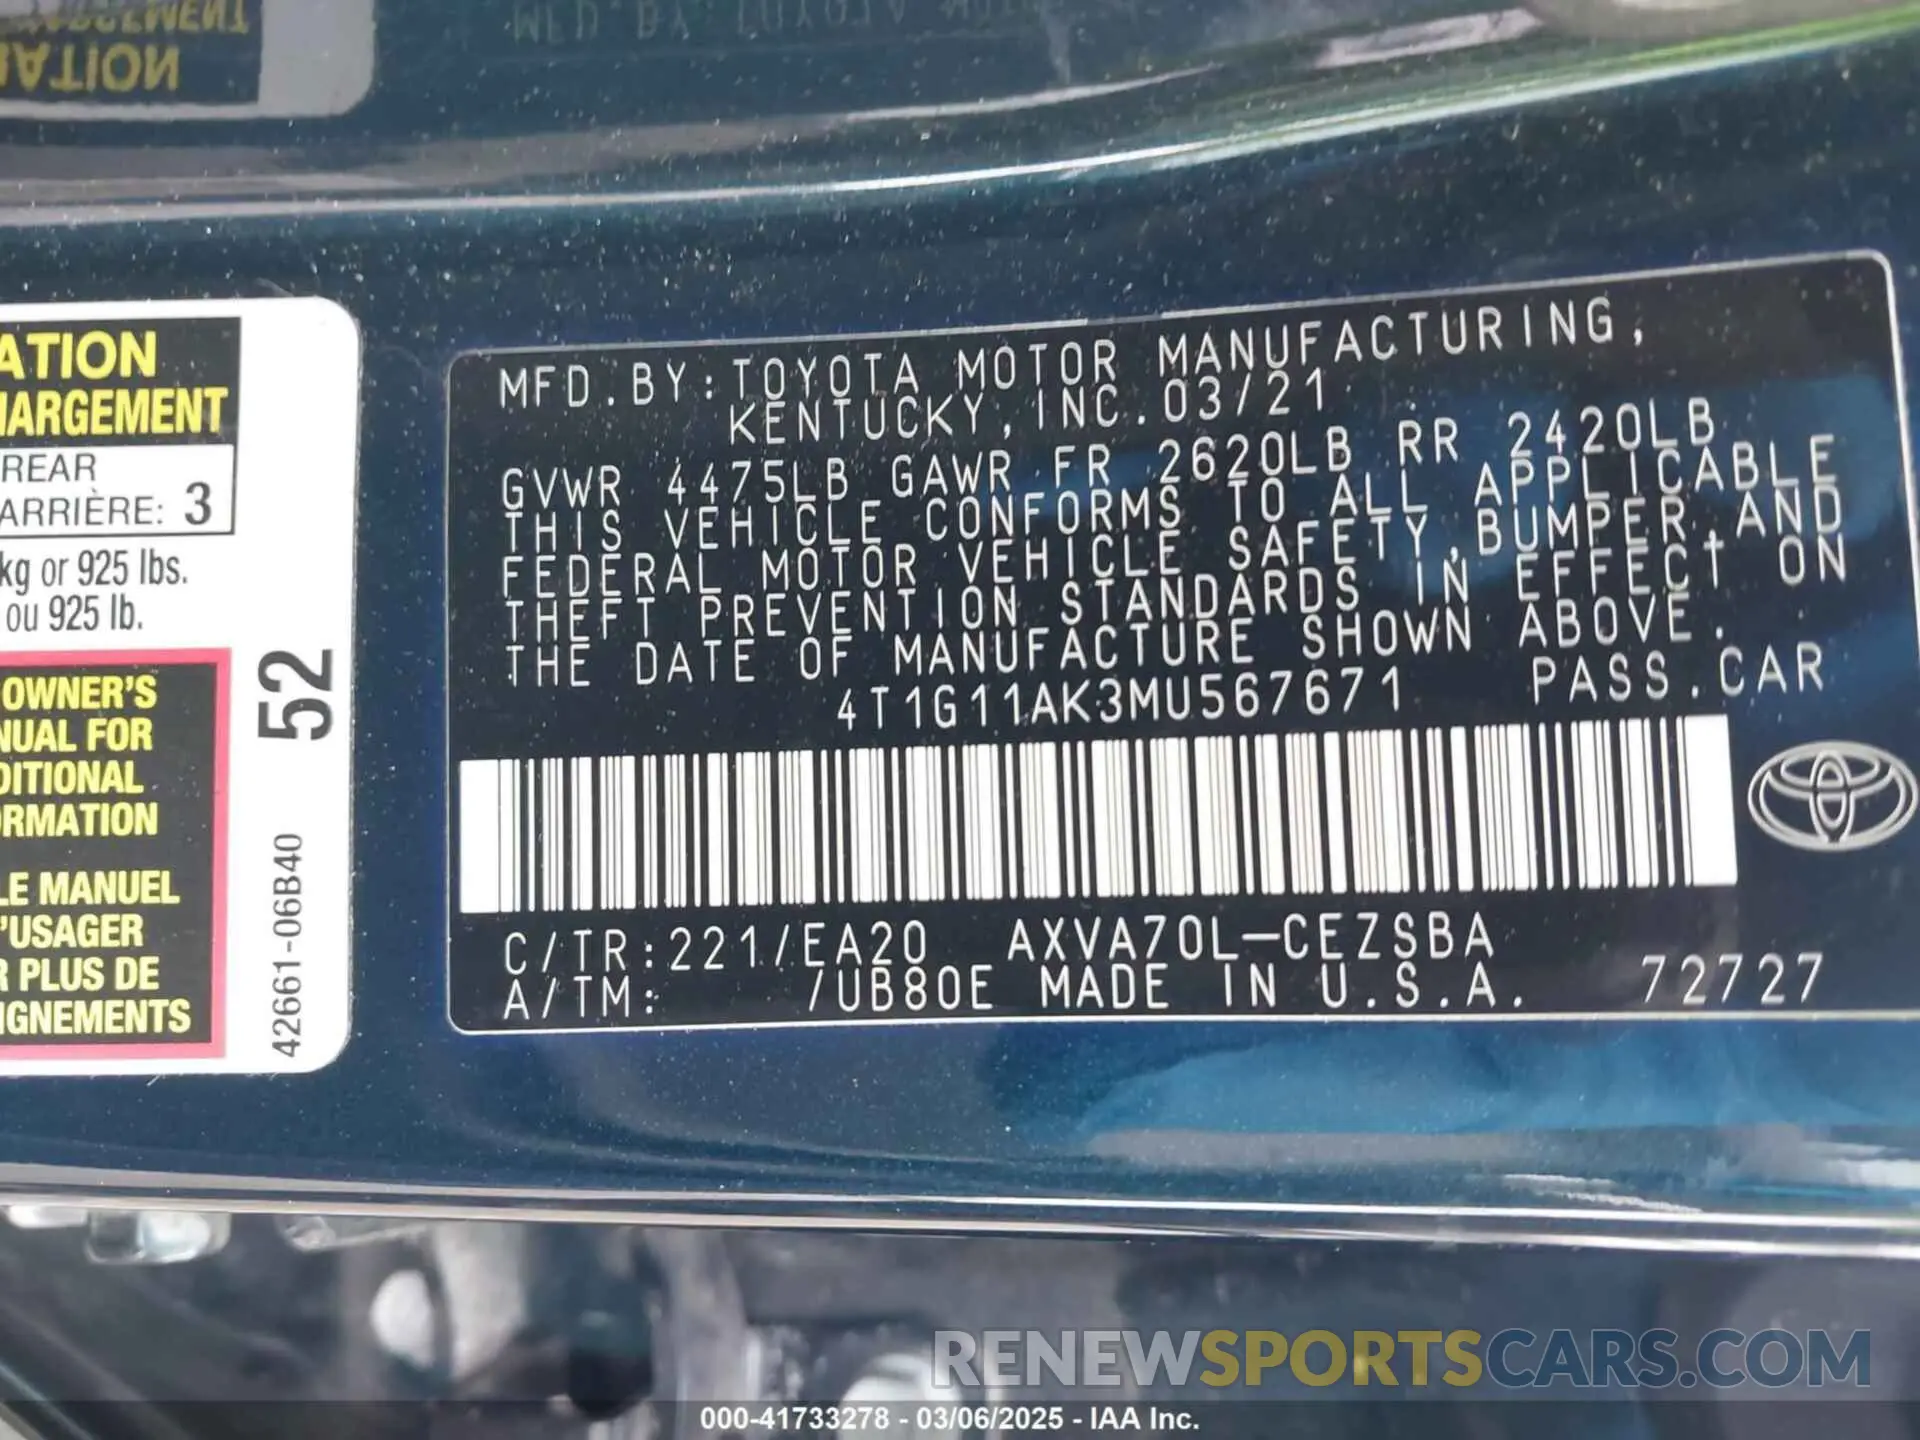 ATION
HARGEMENT
REAR
ARRIÈRE: 3
kg or 925 lbs.
ou 925 lb.
OWNER'S
NUAL FOR
DITIONAL
ORMATION
LE MANUEL
'USAGER
R PLUS DE
IGNEMENTS
52
42661-06B40
MFD.BY:TOYOTA MOTOR MANUFACTURING,
KENTUCKY,INC.03/21
GVWR 4475LB GAWR FR 2620LB RR 2420LB
THIS VEHICLE CONFORMS TO ALL APPLICABLE
FEDERAL MOTOR VEHICLE SAFETY,BUMPER,AND
THEFT PREVENTION STANDARDS IN EFFECT ON
THE DATE OF MANUFACTURE SHOWN ABOVE.
4T1G11AK3MU567671 PASS.CAR
C/TR:221/EA20 AXVA70L-CEZSBA
A/TM: /UB80E MADE IN U.S.A. 72727
RENEWSPORTSCARS.COM
000-41733278 - 03/06/2025 - IAA Inc.